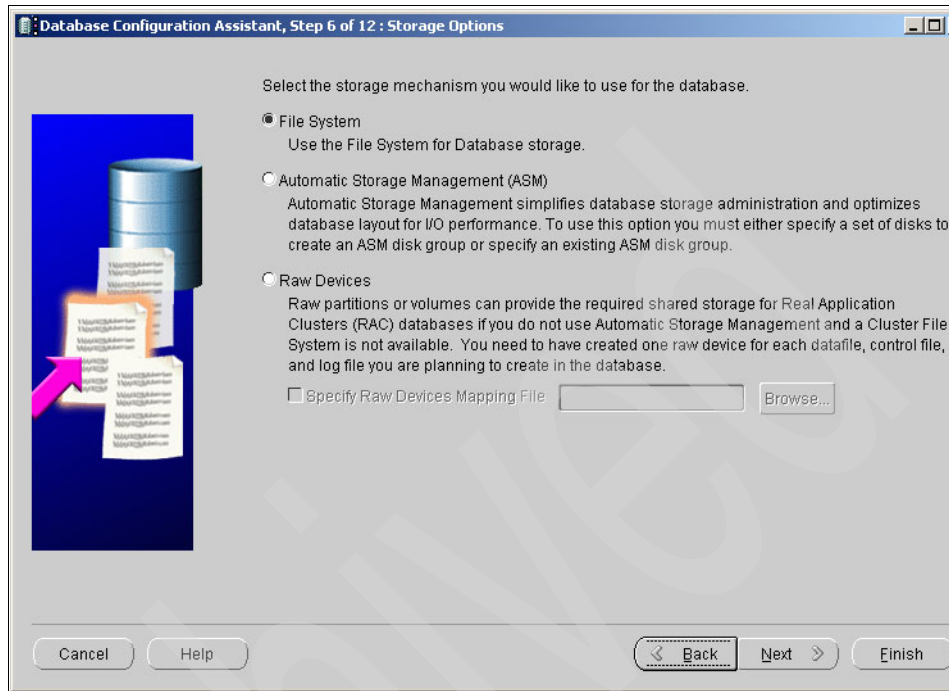 Database Configuration Assistant, Step 6 of 12 : Storage Options
Select the storage mechanism you would like to use for the database.
File System
Use the File System for Database storage.
Automatic Storage Management (ASM)
Automatic Storage Management simplifies database storage administration and optimizes
database layout for I/O performance. To use this option you must either specify a set of disks to
create an ASM disk group or specify an existing ASM disk group.
Raw Devices
Raw partitions or volumes can provide the required shared storage for Real Application
Clusters (RAC) databases if you do not use Automatic Storage Management and a Cluster File
System is not available. You need to have created one raw device for each datafile, control file,
and log file you are planning to create in the database.
Specify Raw Devices Mapping File
Browse...
Cancel
Help
Back
Next
Finish